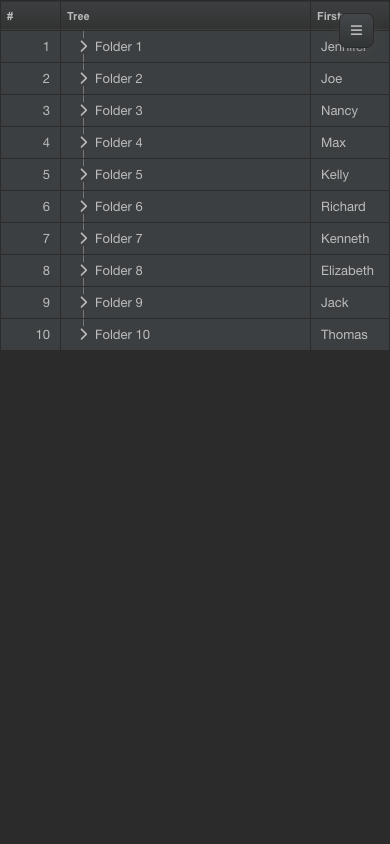 # Tree First
1 Folder 1 Jennifer
2 Folder 2 Joe
3 Folder 3 Nancy
4 Folder 4 Max
5 Folder 5 Kelly
6 Folder 6 Richard
7 Folder 7 Kenneth
8 Folder 8 Elizabeth
9 Folder 9 Jack
10 Folder 10 Thomas